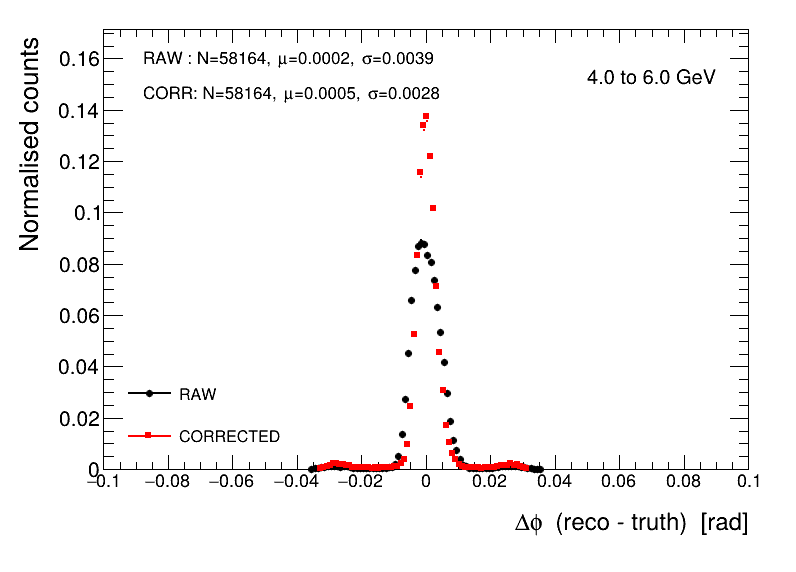 RAW : N=58164, μ=0.0002, σ=0.0039
CORR: N=58164, μ=0.0005, σ=0.0028
4.0 to 6.0 GeV
Normalised counts
0.16
0.14
0.12
0.1
0.08
0.06
0.04
0.02
0
RAW
CORRECTED
−0.1 −0.08 −0.06 −0.04 −0.02 0 0.02 0.04 0.06 0.08 0.1
Δϕ (reco - truth) [rad]